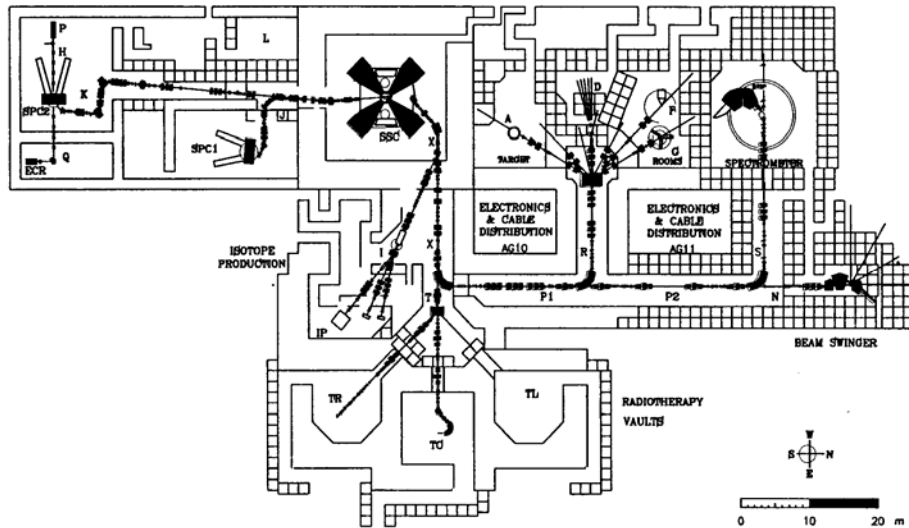 P
H
L
D
K
A
F
SPC2
J
SSC
G
SPC1
X
TARGET
ROOMS
SPECTROMETER
Q
ECR
ELECTRONICS
& CABLE
DISTRIBUTION
AG10
ELECTRONICS
& CABLE
DISTRIBUTION
AG11
I
X
R
S
ISOTOPE
PRODUCTION
T
P1
P2
N
IP
BEAM SWINGER
TR
TL
RADIOTHERAPY
VAULTS
TC
W
S N
E
0 10 20 m